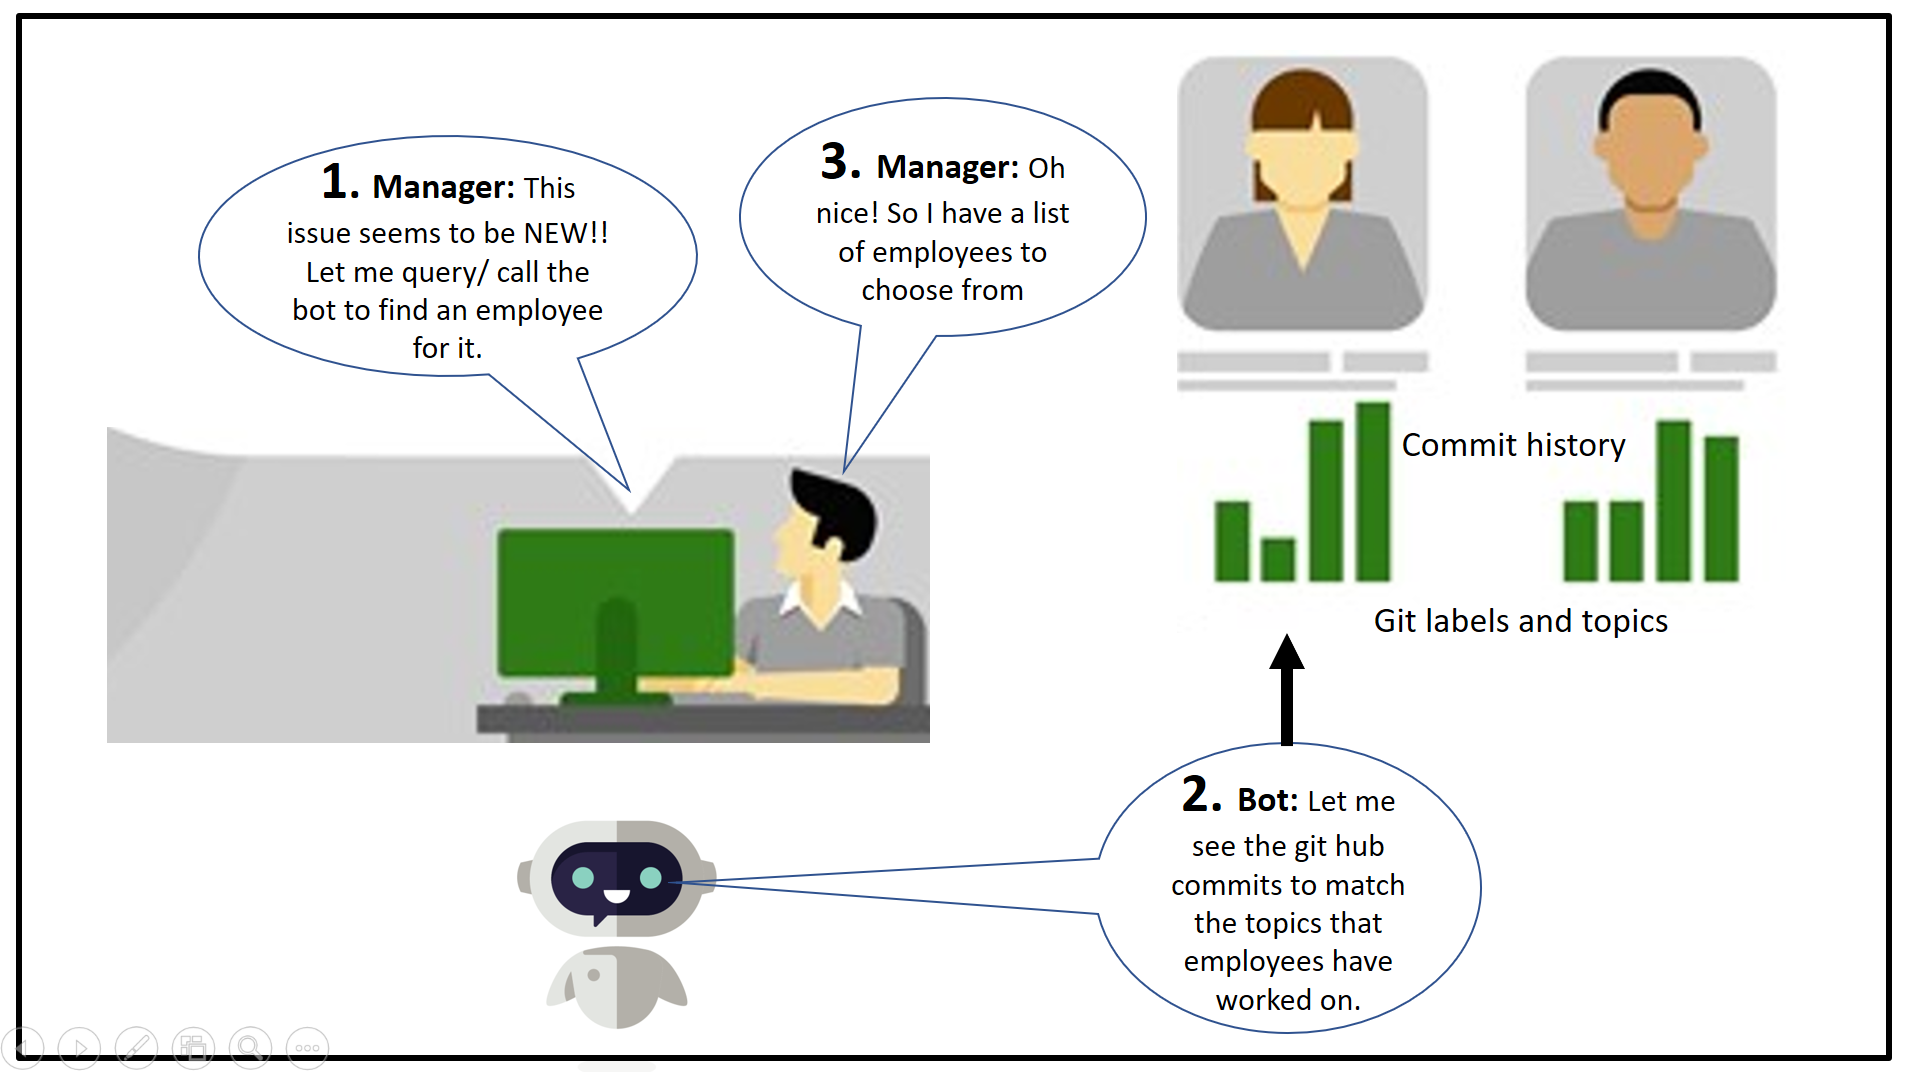 1. Manager: This
issue seems to be NEW!!
Let me query/ call the
bot to find an employee
for it.
3. Manager: Oh
nice! So I have a list
of employees to
choose from
Commit history
Git labels and topics
2. Bot: Let me
see the git hub
commits to match
the topics that
employees have
worked on.